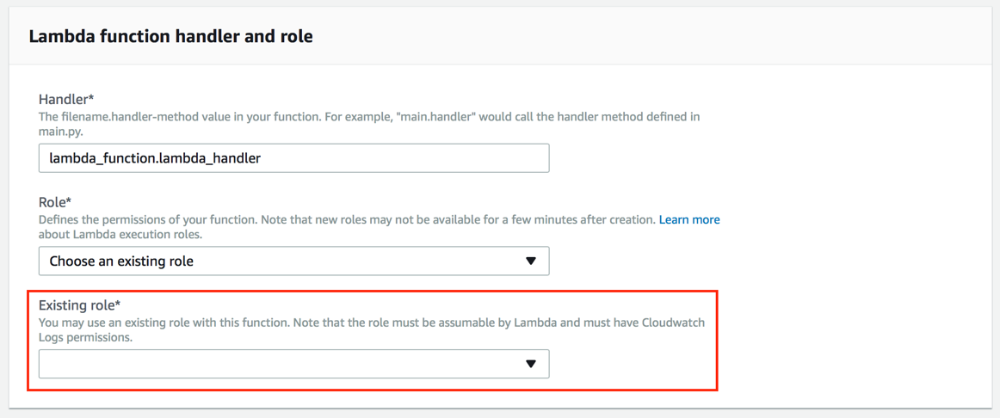 Lambda function handler and role
Handler*
The filename.handler-method value in your function. For example, "main.handler" would call the handler method defined in
main.py.
lambda_function.lambda_handler
Role*
Defines the permissions of your function. Note that new roles may not be available for a few minutes after creation. Learn more
about Lambda execution roles.
Choose an existing role
Existing role*
You may use an existing role with this function. Note that the role must be assumable by Lambda and must have Cloudwatch
Logs permissions.